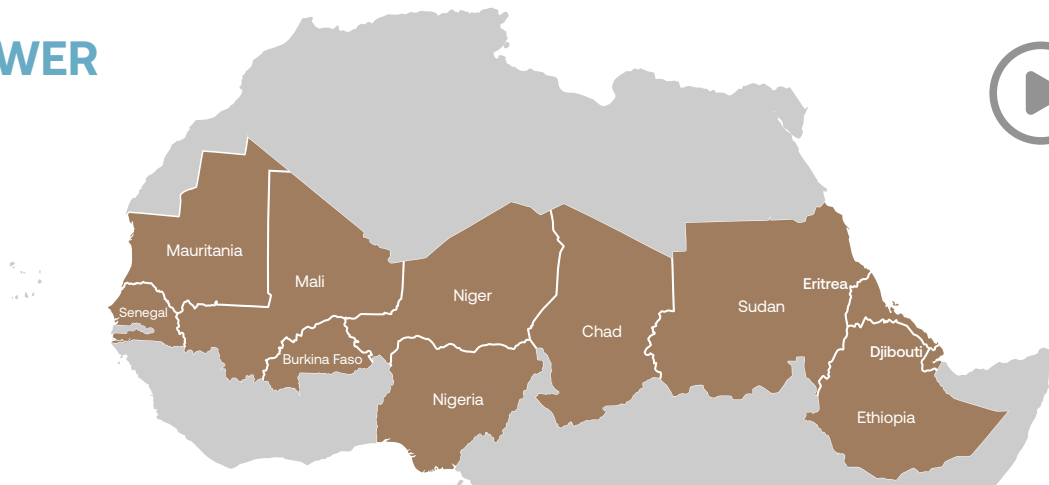 WER
Mauritania
Mali
Niger
Eritrea
Sudan
Senegal
Chad
Djibouti
Burkina Faso
Nigeria
Ethiopia